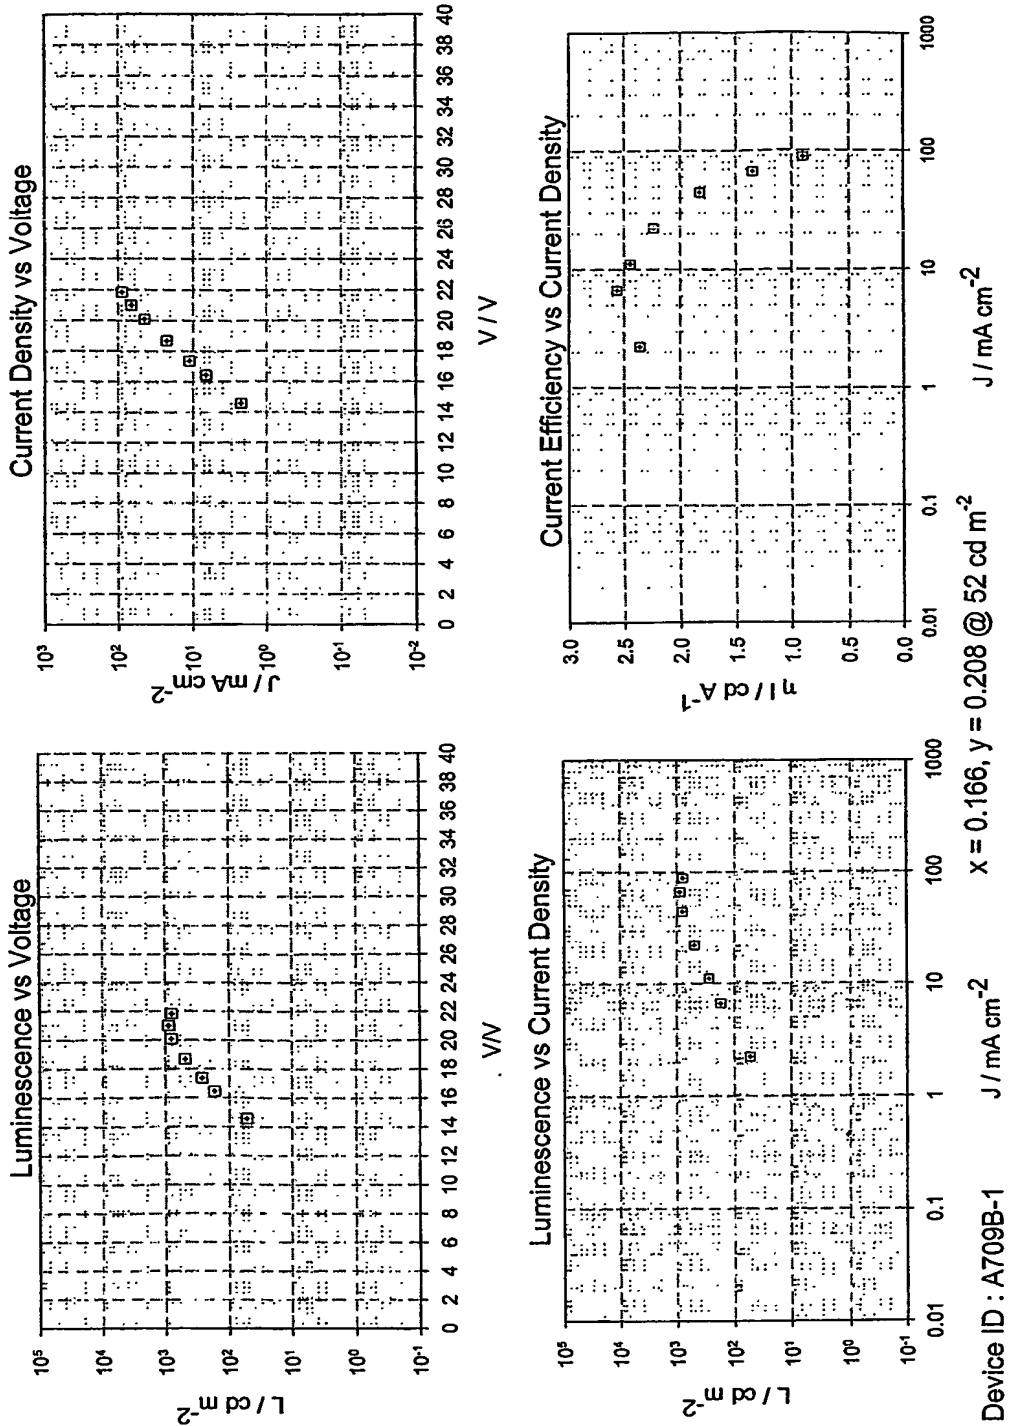 Luminescence vs Voltage
10⁵
10⁴
10³
10²
10¹
10⁰
10⁻¹
L / cd m⁻²
0 2 4 6 8 10 12 14 16 18 20 22 24 26 28 30 32 34 36 38 40
V/V
Current Density vs Voltage
10³
10²
10¹
10⁰
10⁻¹
10⁻²
J / mA cm⁻²
0 2 4 6 8 10 12 14 16 18 20 22 24 26 28 30 32 34 36 38 40
V / V
Luminescence vs Current Density
10⁵
10⁴
10³
10²
10¹
10⁰
10⁻¹
L / cd m⁻²
0.01 0.1 1 10 100 1000
J / mA cm⁻²
Current Efficiency vs Current Density
3.0
2.5
2.0
1.5
1.0
0.5
0.0
η I / cd A⁻¹
0.01 0.1 1 10 100 1000
J / mA cm⁻²
Device ID : A709B-1
x = 0.166, y = 0.208 @ 52 cd m⁻²